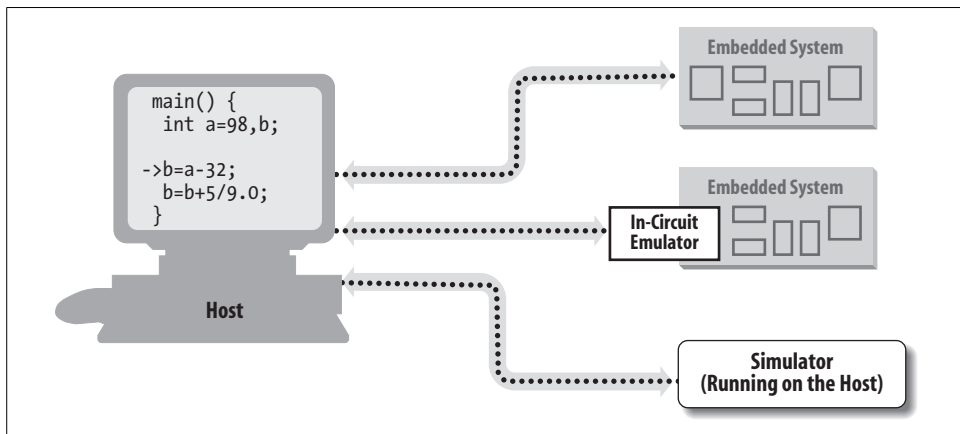 main() {
int a=98,b;
->b=a-32;
b=b+5/9.0;
}
Host
Embedded System
Embedded System
In-Circuit
Emulator
Simulator
(Running on the Host)